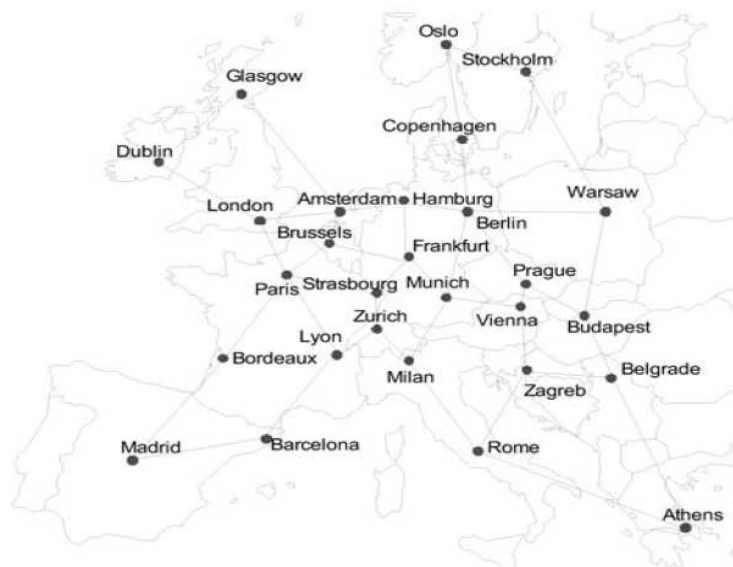 Oslo
Stockholm
Glasgow
Copenhagen
Dublin
Amsterdam
Hamburg
Warsaw
London
Berlin
Brussels
Frankfurt
Prague
Paris
Strasbourg
Munich
Zurich
Vienna
Budapest
Lyon
Bordeaux
Milan
Belgrade
Zagreb
Madrid
Barcelona
Rome
Athens